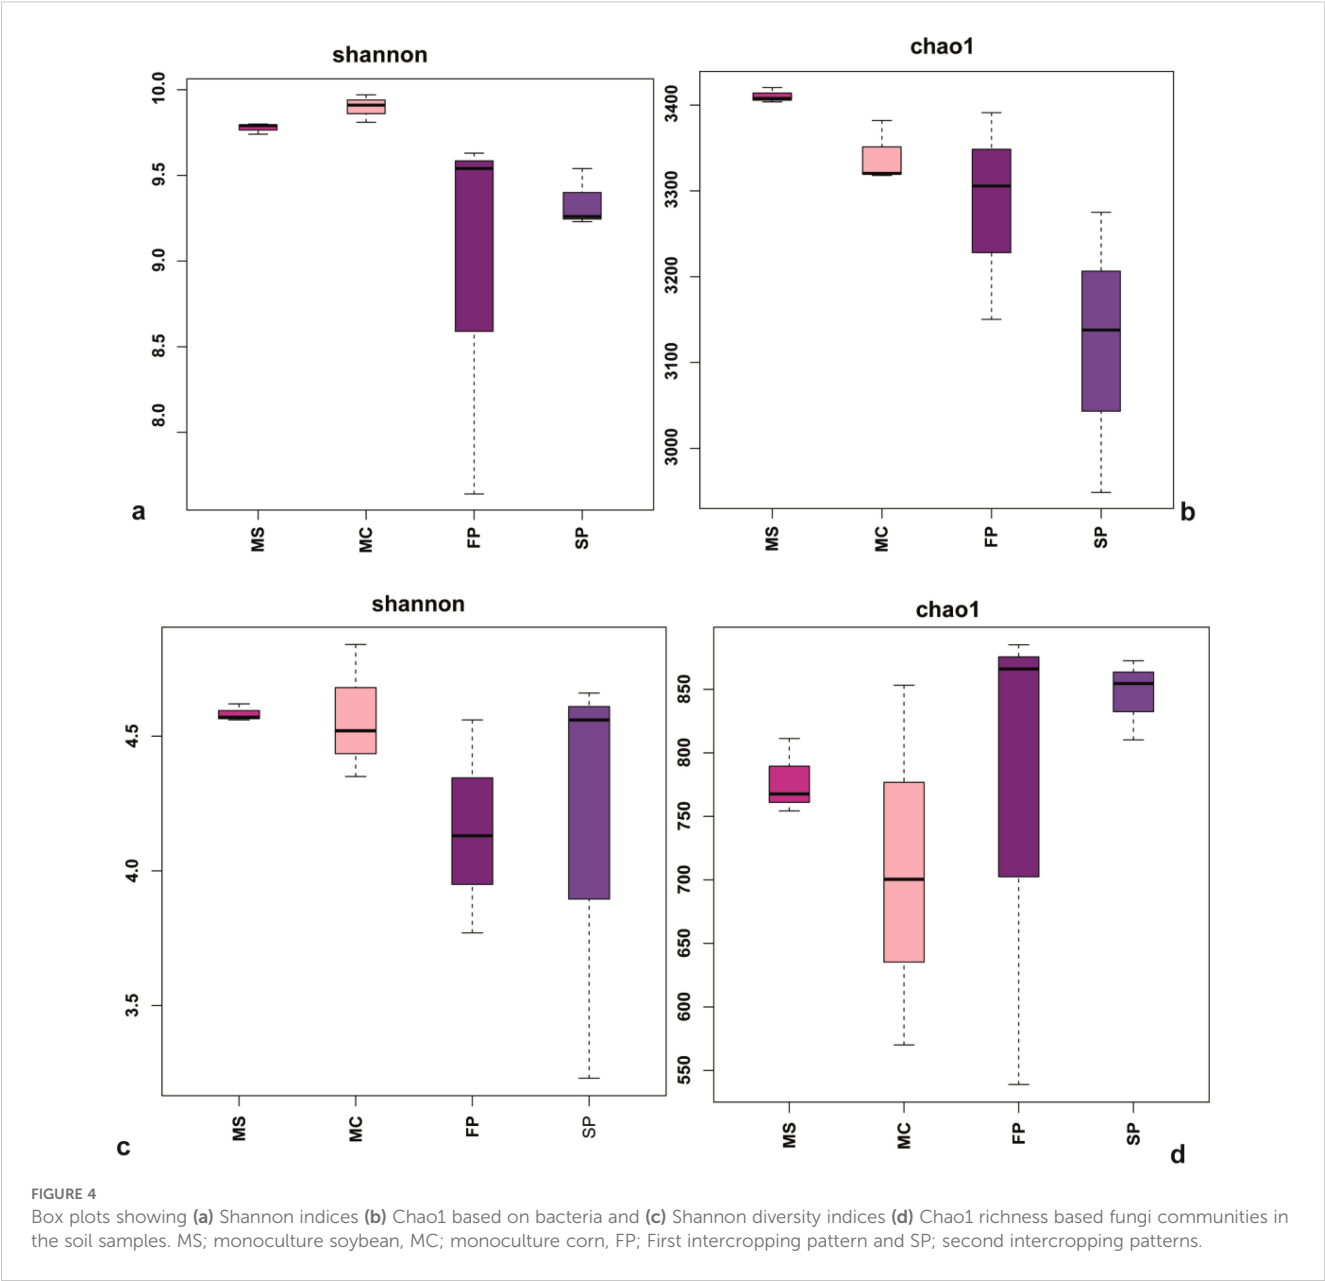 shannon
10.0
9.5
9.0
8.5
8.0
MS
MC
FP
SP
a
chao1
3400
3300
3200
3100
3000
MS
MC
FP
SP
b
shannon
4.5
4.0
3.5
MS
MC
FP
SP
c
chao1
850
800
750
700
650
600
550
MS
MC
FP
SP
d
FIGURE 4
Box plots showing (a) Shannon indices (b) Chao1 based on bacteria and (c) Shannon diversity indices (d) Chao1 richness based fungi communities in
the soil samples. MS; monoculture soybean, MC; monoculture corn, FP; First intercropping pattern and SP; second intercropping patterns.